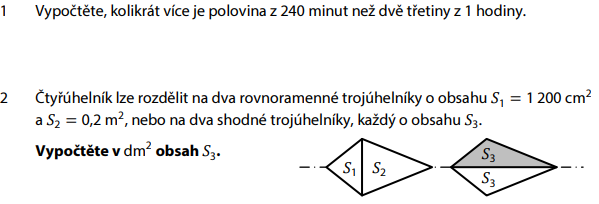 1 Vypočtěte, kolikrát více je polovina z 240 minut než dvě třetiny z 1 hodiny.
2 Čtyřúhelník lze rozdělit na dva rovnoramenné trojúhelníky o obsahu S₁ = 1 200 cm²
a S₂ = 0,2 m², nebo na dva shodné trojúhelníky, každý o obsahu S₃.
Vypočtěte v dm² obsah S₃.
S₁ S₂ S₃
S₃